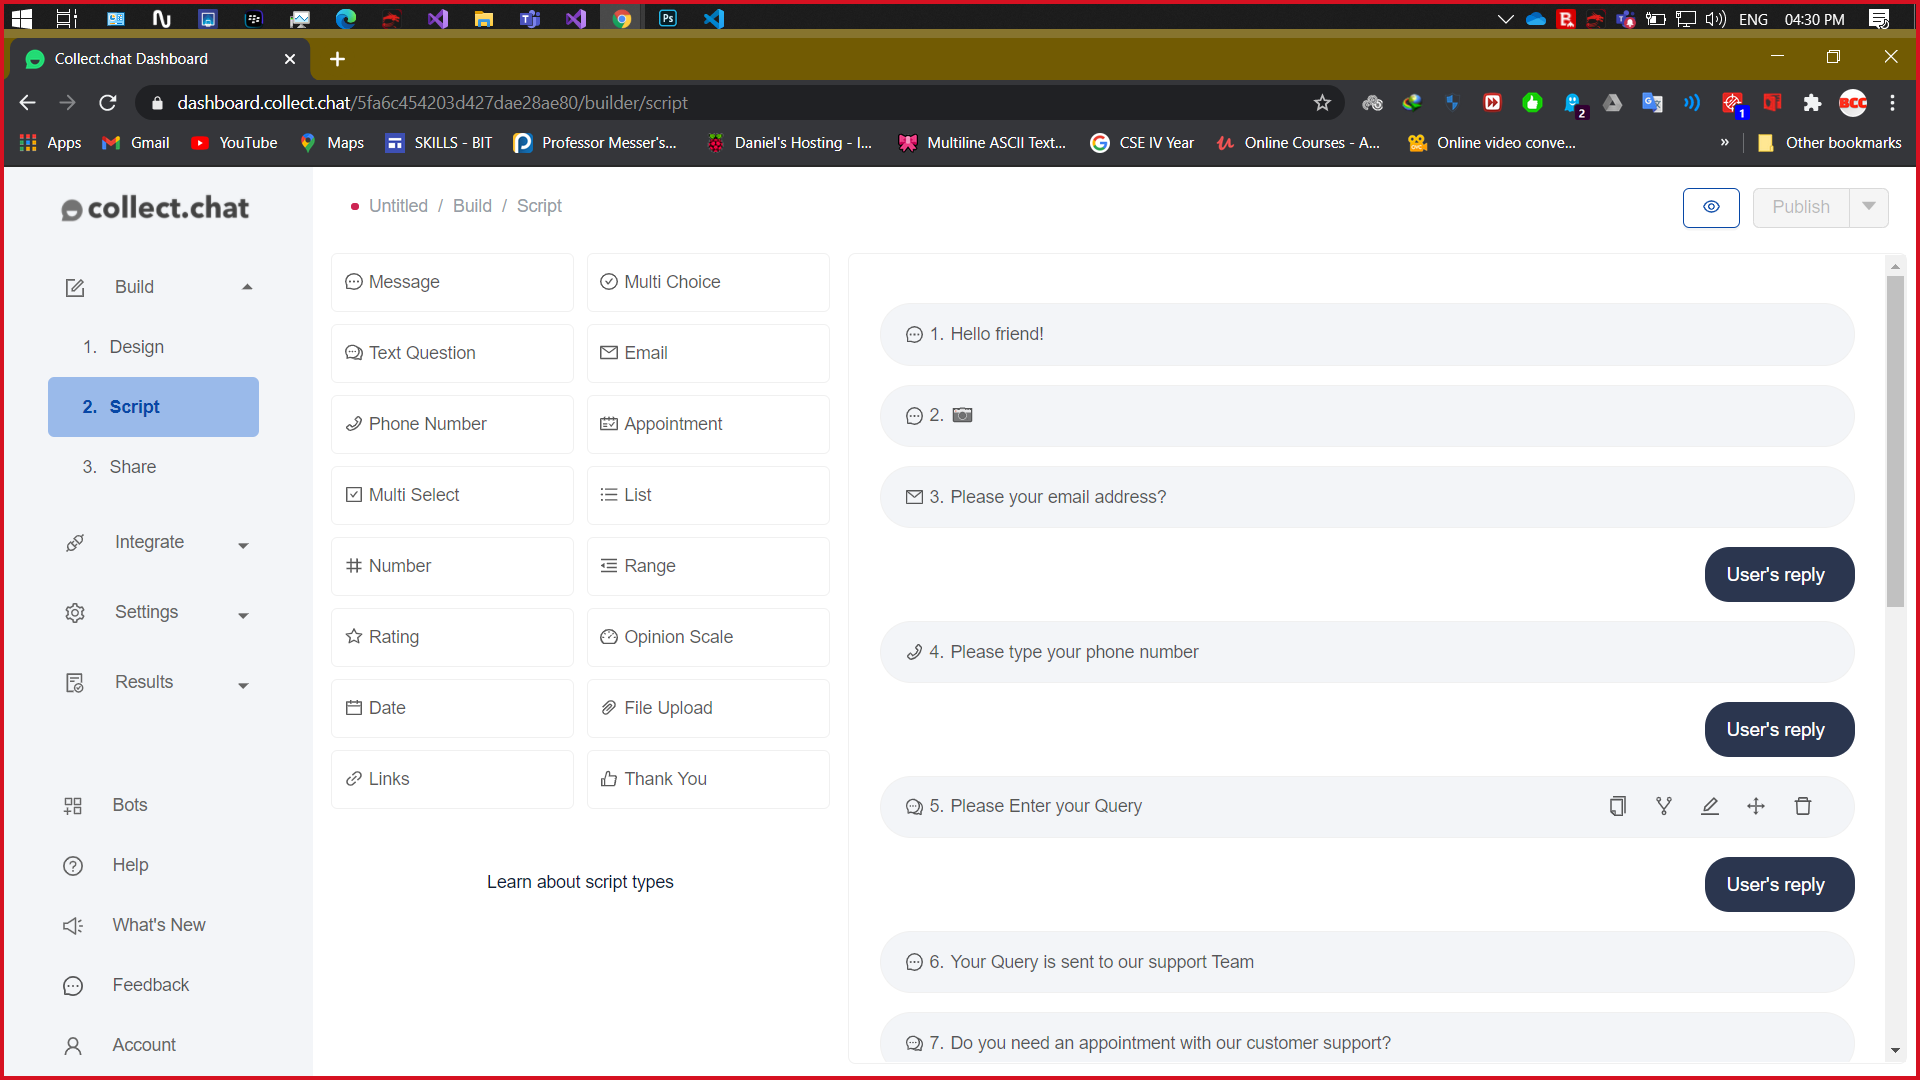 ENG 04:30 PM
Collect.chat Dashboard
dashboard.collect.chat/5fa6c454203d427dae28ae80/builder/script
2 1 BCC
Apps Gmail YouTube Maps SKILLS - BIT Professor Messer's... Daniel's Hosting - I... Multiline ASCII Text... CSE IV Year Online Courses - A... Online video conve... » Other bookmarks
collect.chat
Untitled / Build / Script
Publish
Build
1. Design
2. Script
3. Share
Integrate
Settings
Results
Bots
Help
What's New
Feedback
Account
Message Multi Choice
Text Question Email
Phone Number Appointment
Multi Select List
Number Range
Rating Opinion Scale
Date File Upload
Links Thank You
Learn about script types
1. Hello friend!
2.
3. Please your email address?
User's reply
4. Please type your phone number
User's reply
5. Please Enter your Query
User's reply
6. Your Query is sent to our support Team
7. Do you need an appointment with our customer support?